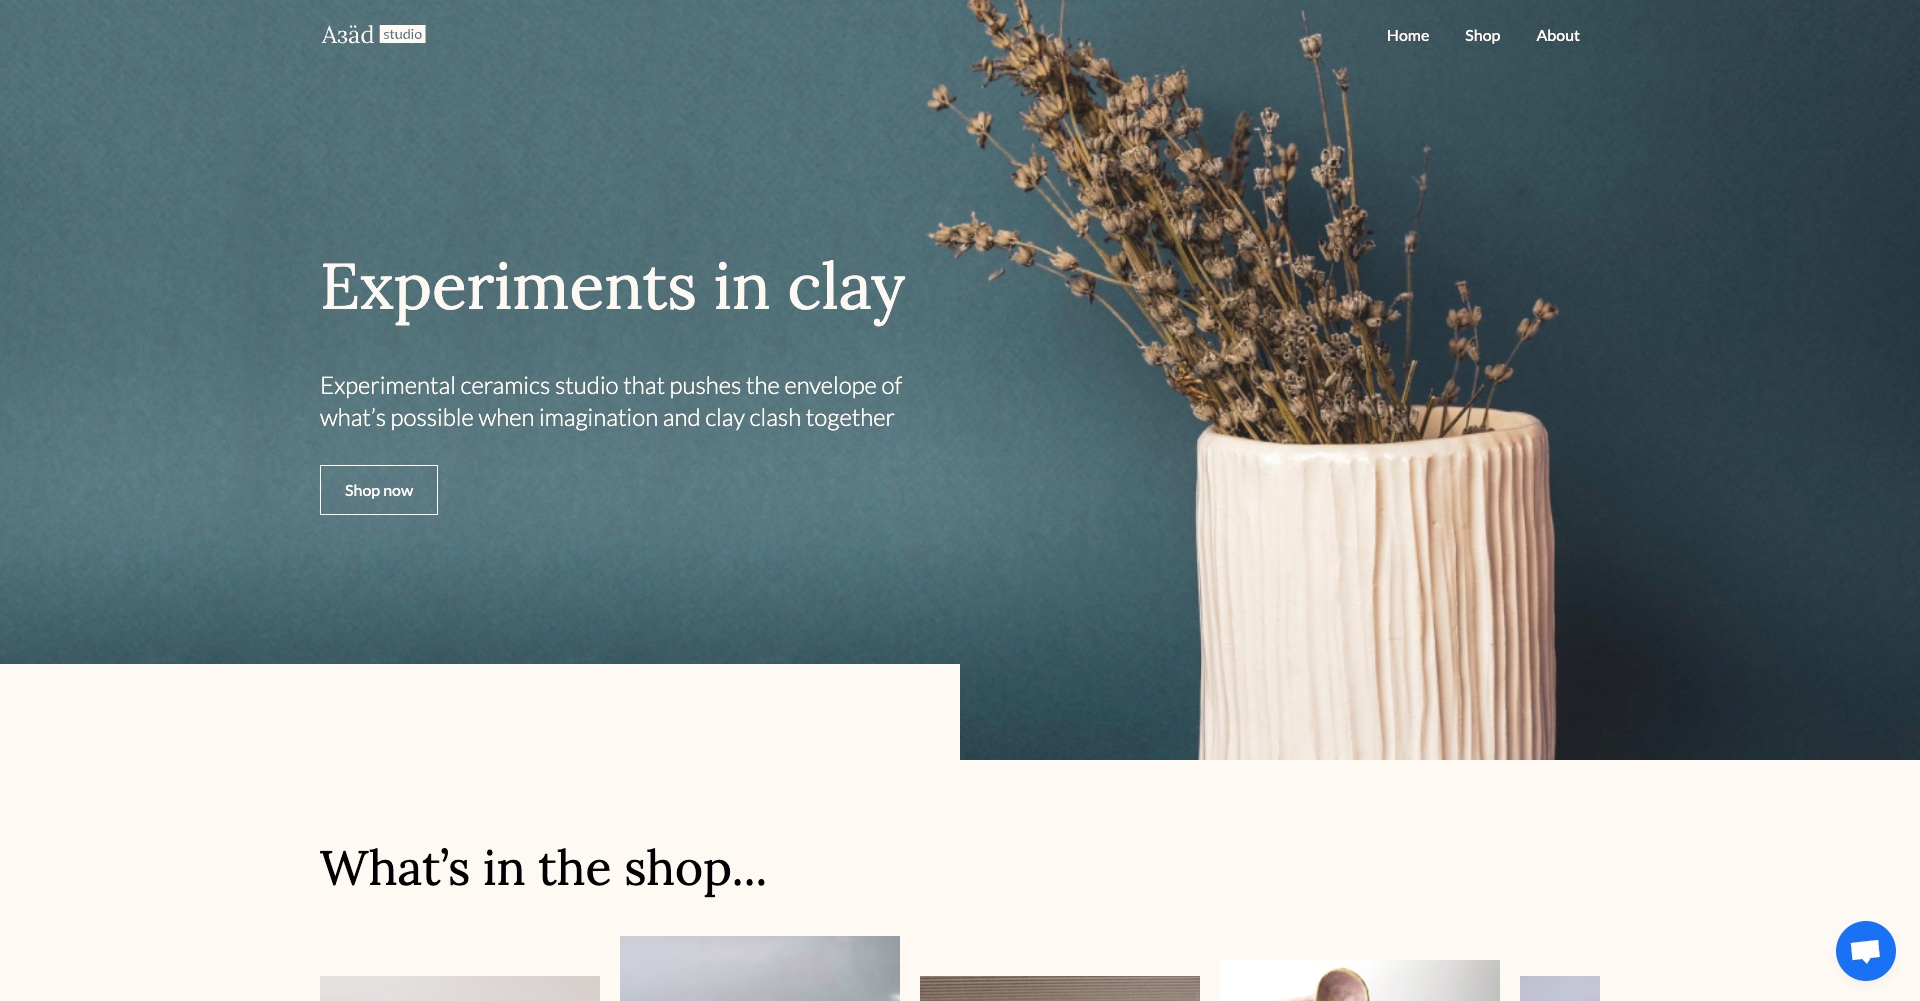 Азäd studio
Home Shop About
Experiments in clay
Experimental ceramics studio that pushes the envelope of
what’s possible when imagination and clay clash together
Shop now
What’s in the shop...